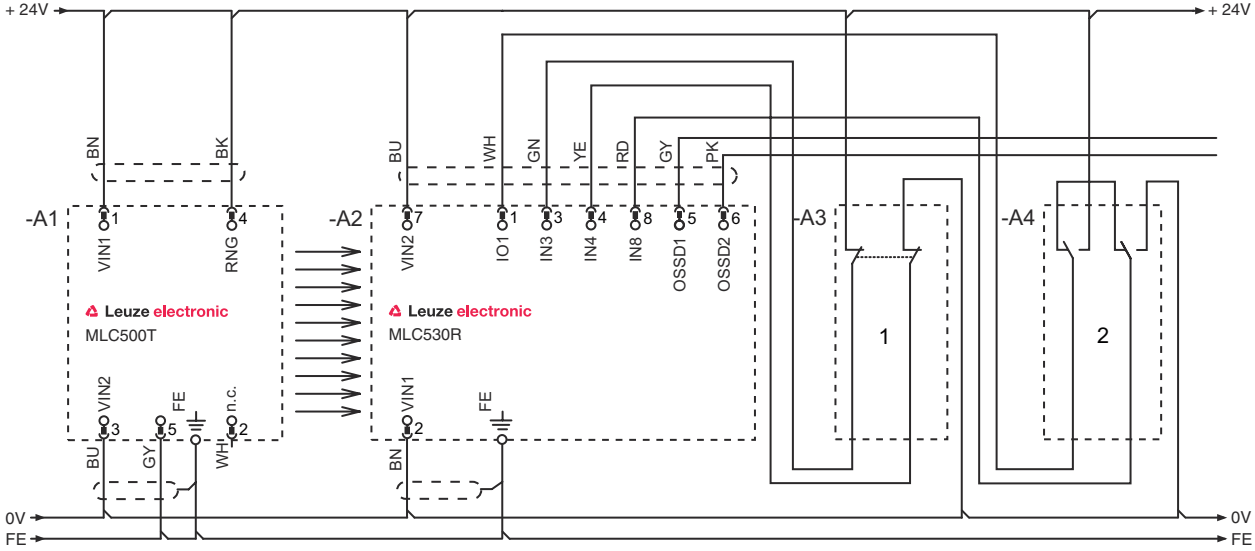 + 24V
+ 24V
BN
BK
BU
WH
GN
YE
RD
GY
PK
-A1
1
4
-A2
7
1
3
4
8
5
6
-A3
-A4
VIN1
RNG
VIN2
IO1
IN3
IN4
IN8
OSSD1
OSSD2
Leuze electronic
MLC500T
Leuze electronic
MLC530R
1
2
VIN2
FE
n.c.
VIN1
FE
3
5
2
2
BU
GY
WH
BN
0V
0V
FE
FE